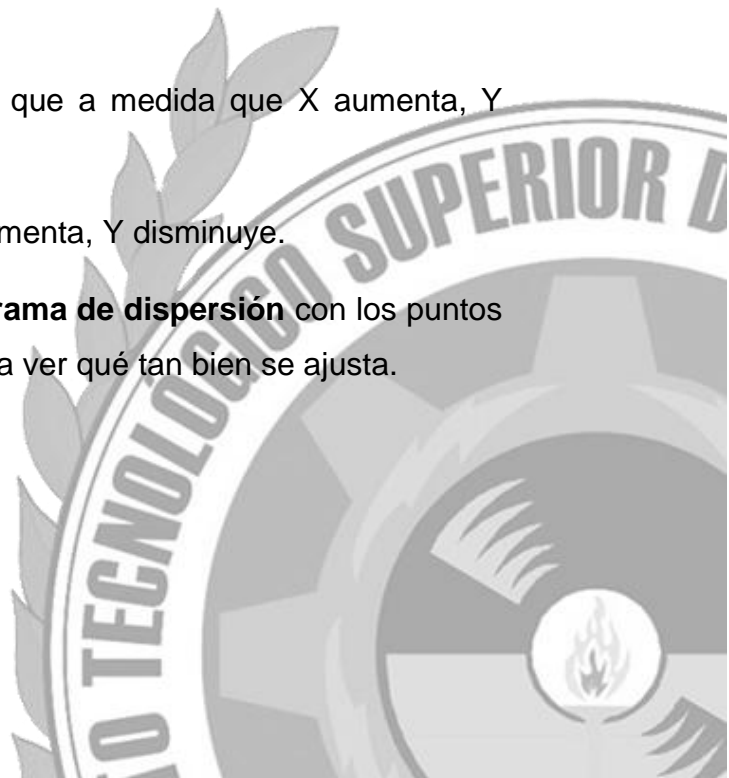 que a medida que X aumenta, Y
menta, Y disminuye.
rama de dispersión con los puntos
a ver qué tan bien se ajusta.
O TECNOLÓGICO SUPERIOR D